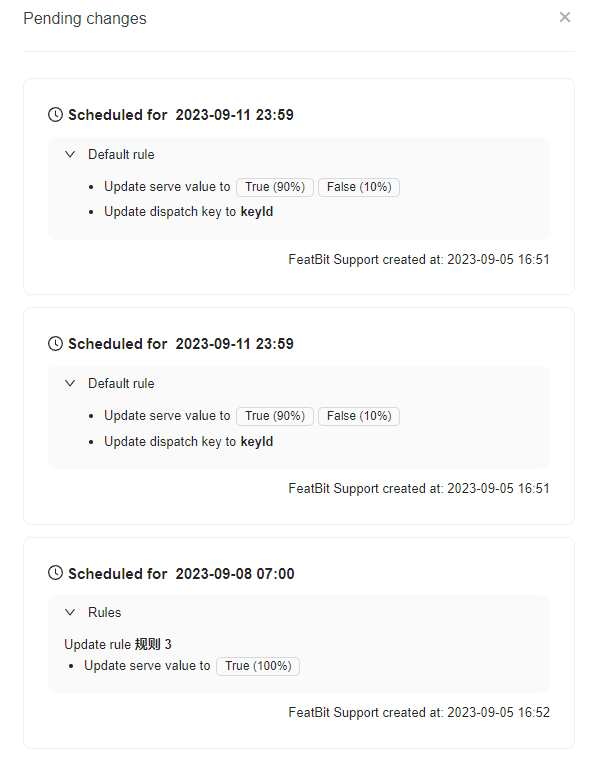 Pending changes
Scheduled for 2023-09-11 23:59
Default rule
Update serve value to True (90%) False (10%)
Update dispatch key to keyId
FeatBit Support created at: 2023-09-05 16:51
Scheduled for 2023-09-11 23:59
Default rule
Update serve value to True (90%) False (10%)
Update dispatch key to keyId
FeatBit Support created at: 2023-09-05 16:51
Scheduled for 2023-09-08 07:00
Rules
Update rule 规则 3
Update serve value to True (100%)
FeatBit Support created at: 2023-09-05 16:52